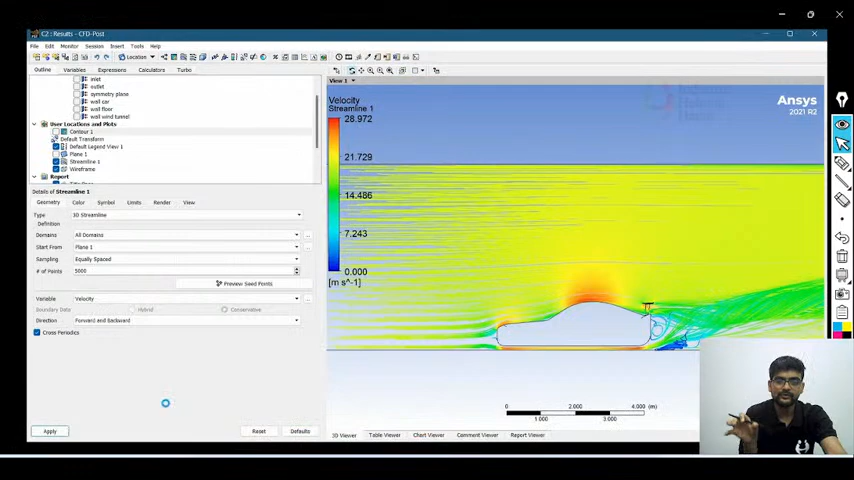 C2 : Results - CFD-Post
File Edit Monitor Session Insert Tools Help
Location
Outline Variables Expressions Calculators Turbo
inlet
outlet
symmetry plane
wall car
wall floor
wall wind tunnel
User Locations and Plots
Contour 1
Default Transform
Default Legend View 1
Plane 1
Streamline 1
Wireframe
Report
Details of Streamline 1
Geometry Color Symbol Limits Render View
Type 3D Streamline
Definition
Domains All Domains
Start From Plane 1
Sampling Equally Spaced
# of Points 5000
Preview Seed Points
Variable Velocity
Boundary Data Hybrid Conservative
Direction Forward and Backward
Cross Periodics
Apply Reset Defaults
View 1
Velocity
Streamline 1
28.972
21.729
14.486
7.243
0.000
[m s^-1]
Ansys
2021 R2
0 2.000 4.000 (m)
1.000 3.000
3D Viewer Table Viewer Chart Viewer Comment Viewer Report Viewer